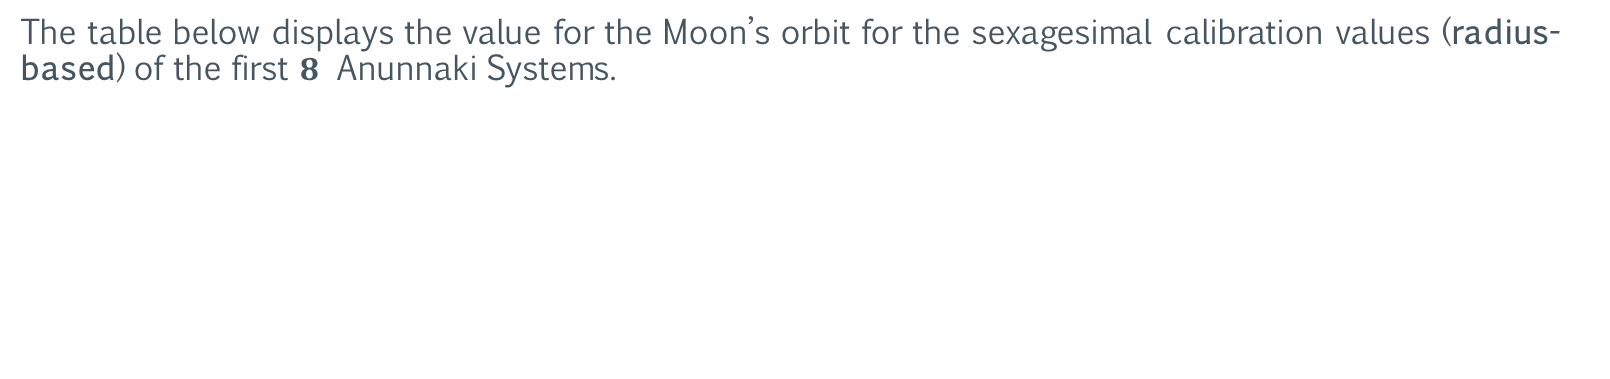 The table below displays the value for the Moon’s orbit for the sexagesimal calibration values (radius-
based) of the first 8 Anunnaki Systems.